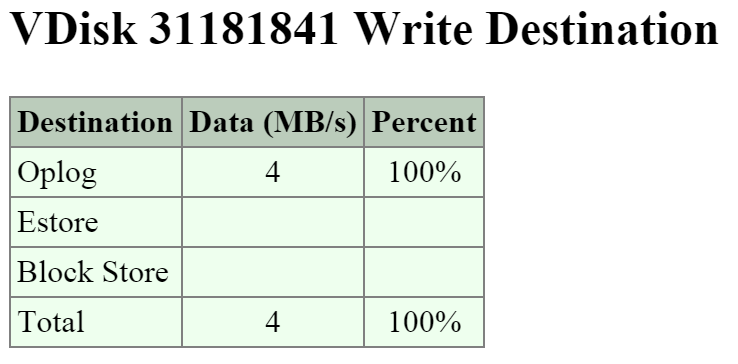 VDisk 31181841 Write Destination
Destination Data (MB/s) Percent
Oplog 4 100%
Estore
Block Store
Total 4 100%